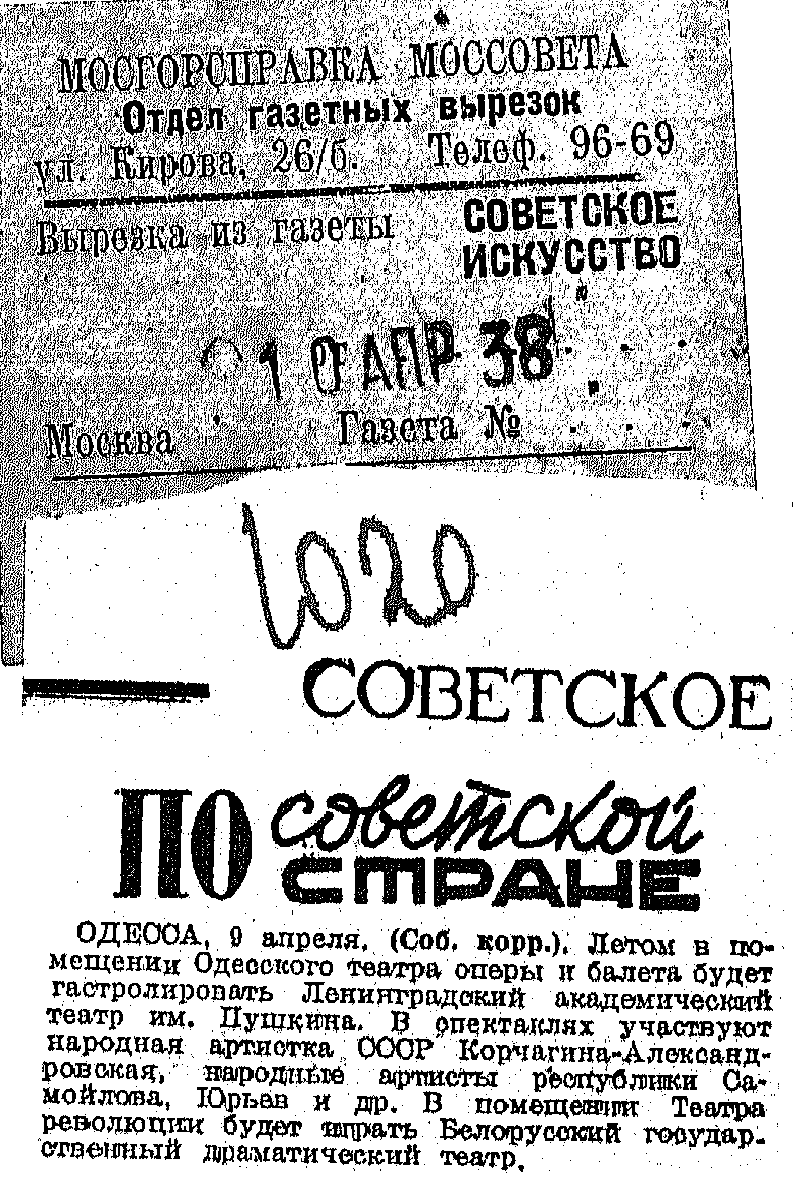 МОСГОРСПРАВКА МОССОВЕТА
Отдел газетных вырезок
ул. Кирова, 26/б. Телеф. 96-69
Вырезка из газеты СОВЕТСКОЕ
ИСКУССТВО
10 АПР 38
Москва Газета №
1020
СОВЕТСКОЕ
ПО советской
СТРАНЕ
ОДЕССА, 9 апреля. (Соб. корр.). Летом в по-
мещении Одесского театра оперы и балета будет
гастролировать Ленинградский академический
театр им. Пушкина. В спектаклях участвуют
народная артистка СССР Корчагина-Александ-
ровская, народные артисты республики Са-
мойлова, Юрьев и др. В помещении Театра
революции будет играть Белорусский государ-
ственный драматический театр.